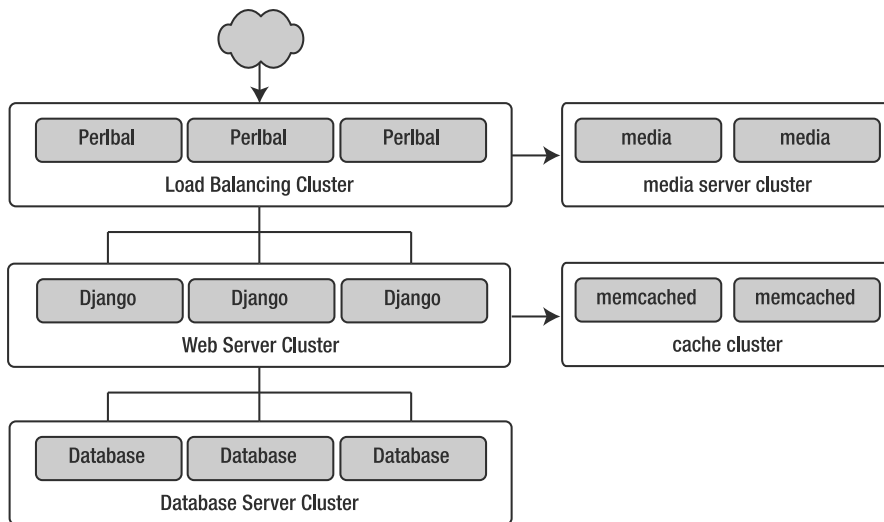 Perlbal Perlbal Perlbal
Load Balancing Cluster
media media
media server cluster
Django Django Django
Web Server Cluster
memcached memcached
cache cluster
Database Database Database
Database Server Cluster